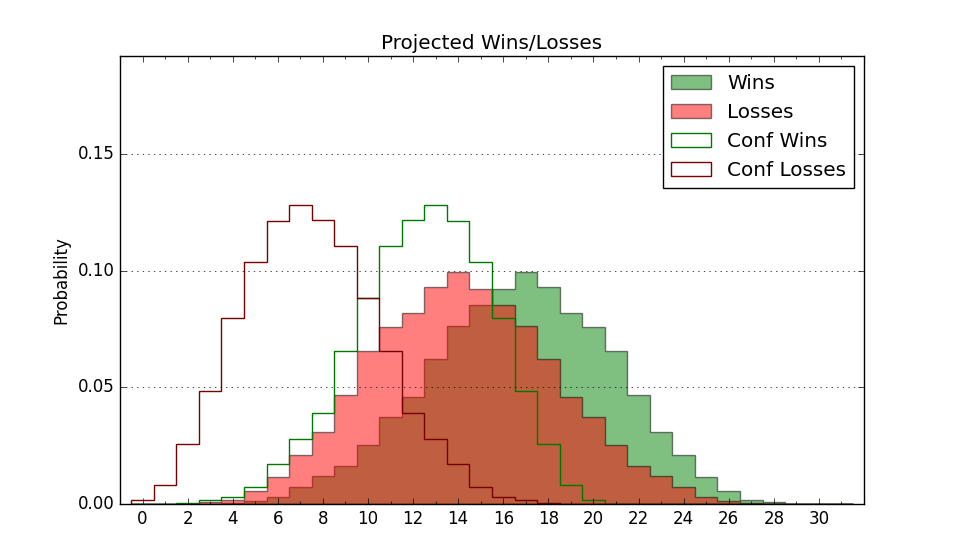 Projected Wins/Losses
Wins
Losses
Conf Wins
Conf Losses
Probability
0.15
0.10
0.05
0.00
0 2 4 6 8 10 12 14 16 18 20 22 24 26 28 30